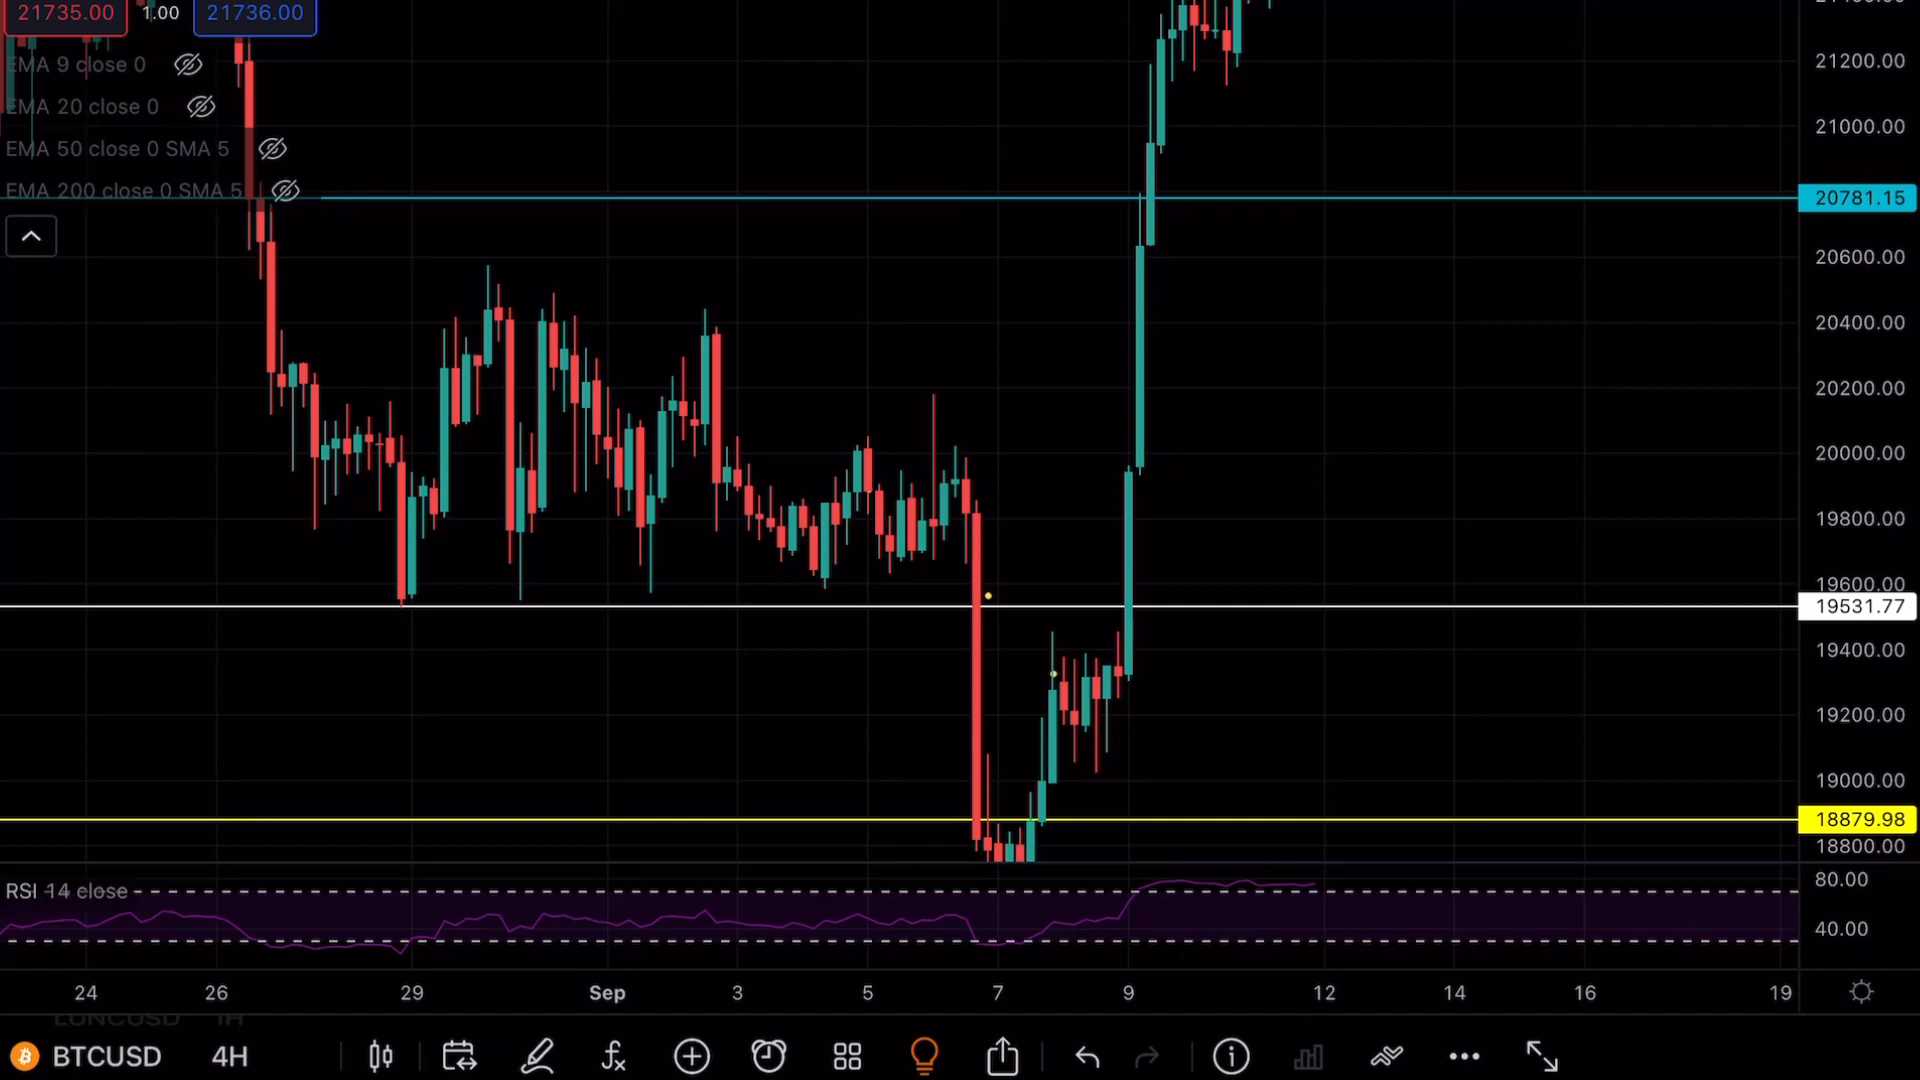 21735.00 1.00 21736.00
EMA 9 close 0
EMA 20 close 0
EMA 50 close 0 SMA 5
EMA 200 close 0 SMA 5
21200.00
21000.00
20781.15
20600.00
20400.00
20200.00
20000.00
19800.00
19600.00
19531.77
19400.00
19200.00
19000.00
18879.98
18800.00
RSI 14 close
80.00
40.00
24 26 29 Sep 3 5 7 9 12 14 16 19
LUNCUSD 1H
BTCUSD 4H